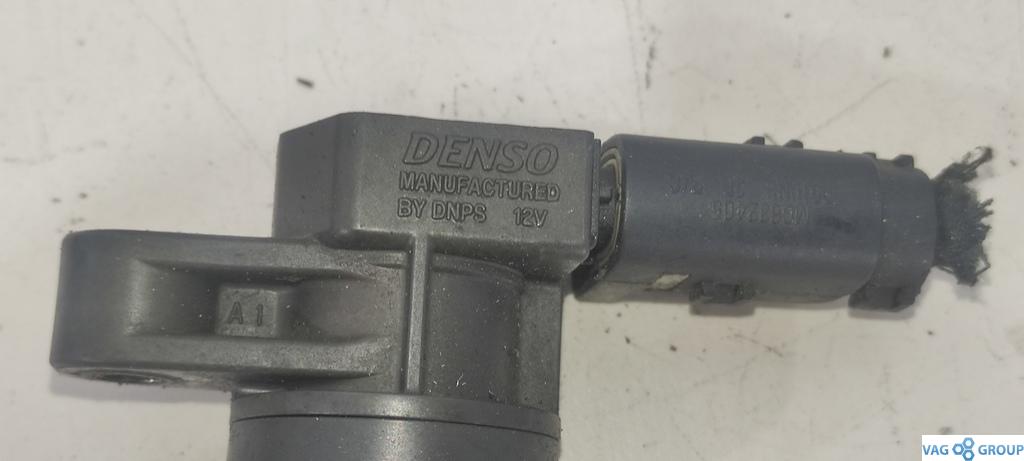 DENSO
MANUFACTURED
BY DNPS 12V
A1
VAG GROUP